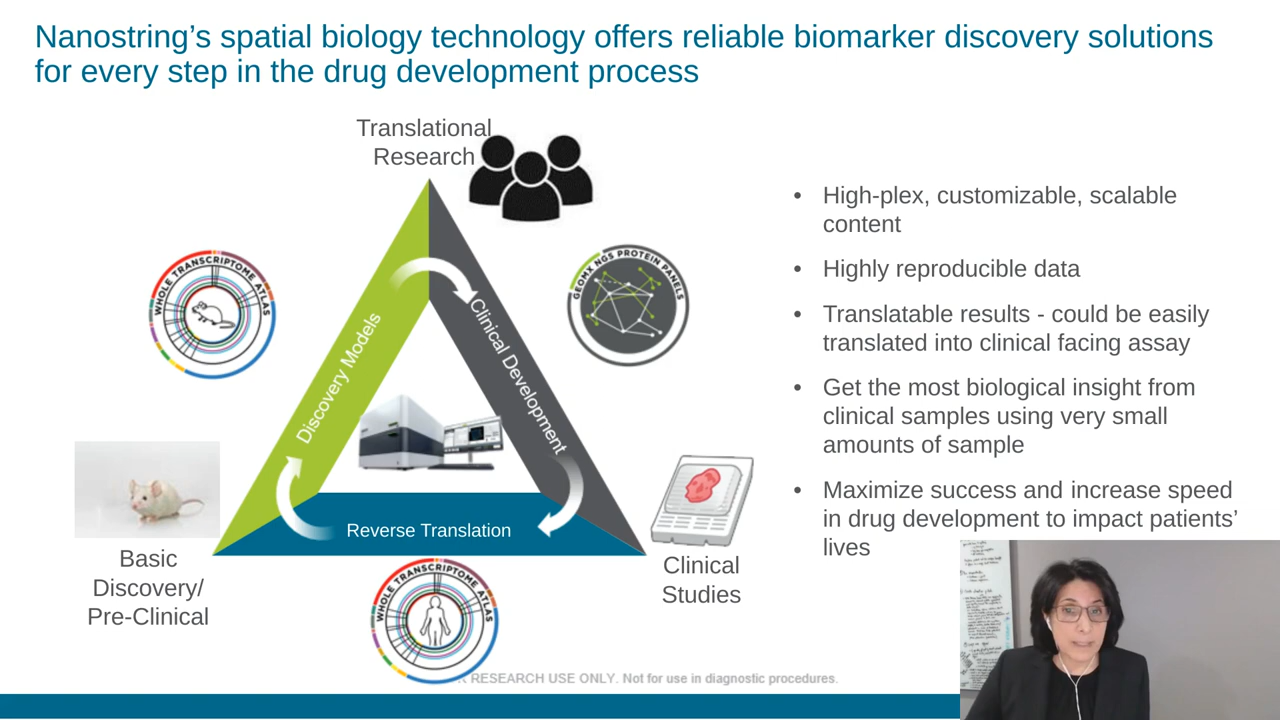 Nanostring’s spatial biology technology offers reliable biomarker discovery solutions
for every step in the drug development process
Translational
Research
WHOLE TRANSCRIPTOME ATLAS
GEOMX NGS PROTEIN PANELS
Discovery Models
Clinical Development
Reverse Translation
Basic
Discovery/
Pre-Clinical
Clinical
Studies
WHOLE TRANSCRIPTOME ATLAS
• High-plex, customizable, scalable
content
• Highly reproducible data
• Translatable results - could be easily
translated into clinical facing assay
• Get the most biological insight from
clinical samples using very small
amounts of sample
• Maximize success and increase speed
in drug development to impact patients’
lives
RESEARCH USE ONLY. Not for use in diagnostic procedures.